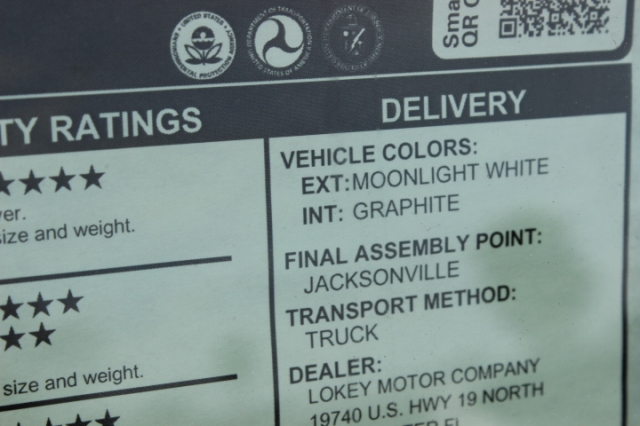 Sma
QR C
TY RATINGS
★★★★
ver.
size and weight.
★★★★
★★
size and weight.
DELIVERY
VEHICLE COLORS:
EXT:MOONLIGHT WHITE
INT: GRAPHITE
FINAL ASSEMBLY POINT:
JACKSONVILLE
TRANSPORT METHOD:
TRUCK
DEALER:
LOKEY MOTOR COMPANY
19740 U.S. HWY 19 NORTH